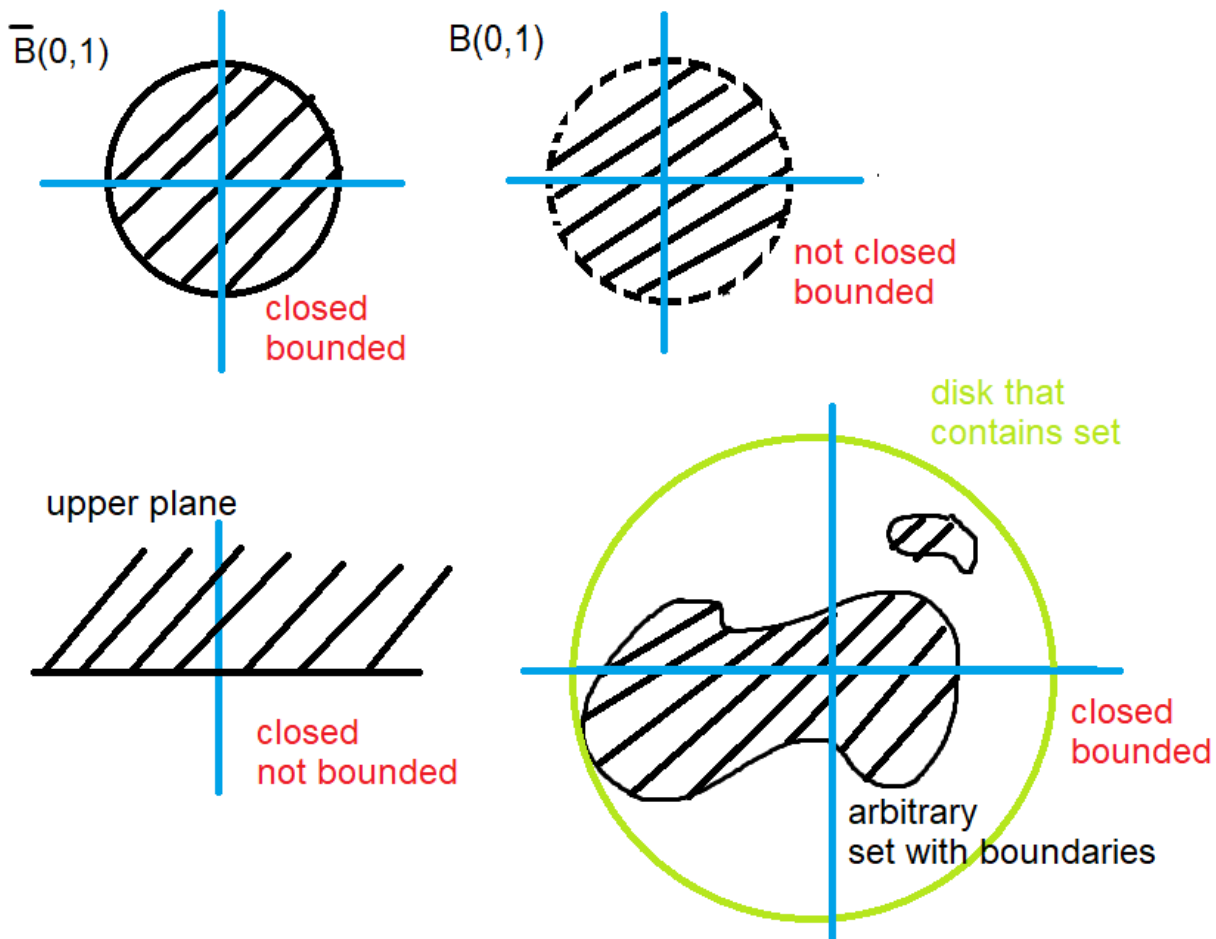 B̅(0,1)
B(0,1)
closed
bounded
not closed
bounded
upper plane
closed
not bounded
disk that
contains set
closed
bounded
arbitrary
set with boundaries